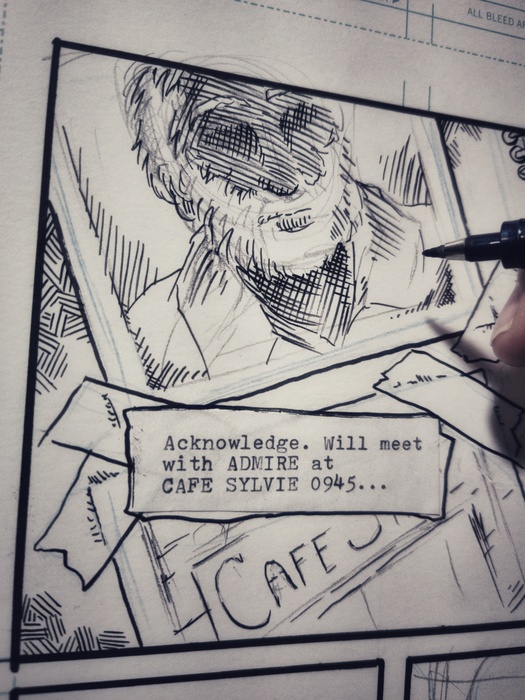 ALL BLEED
Acknowledge. Will meet
with ADMIRE at
CAFE SYLVIE 0945...
CAFE S